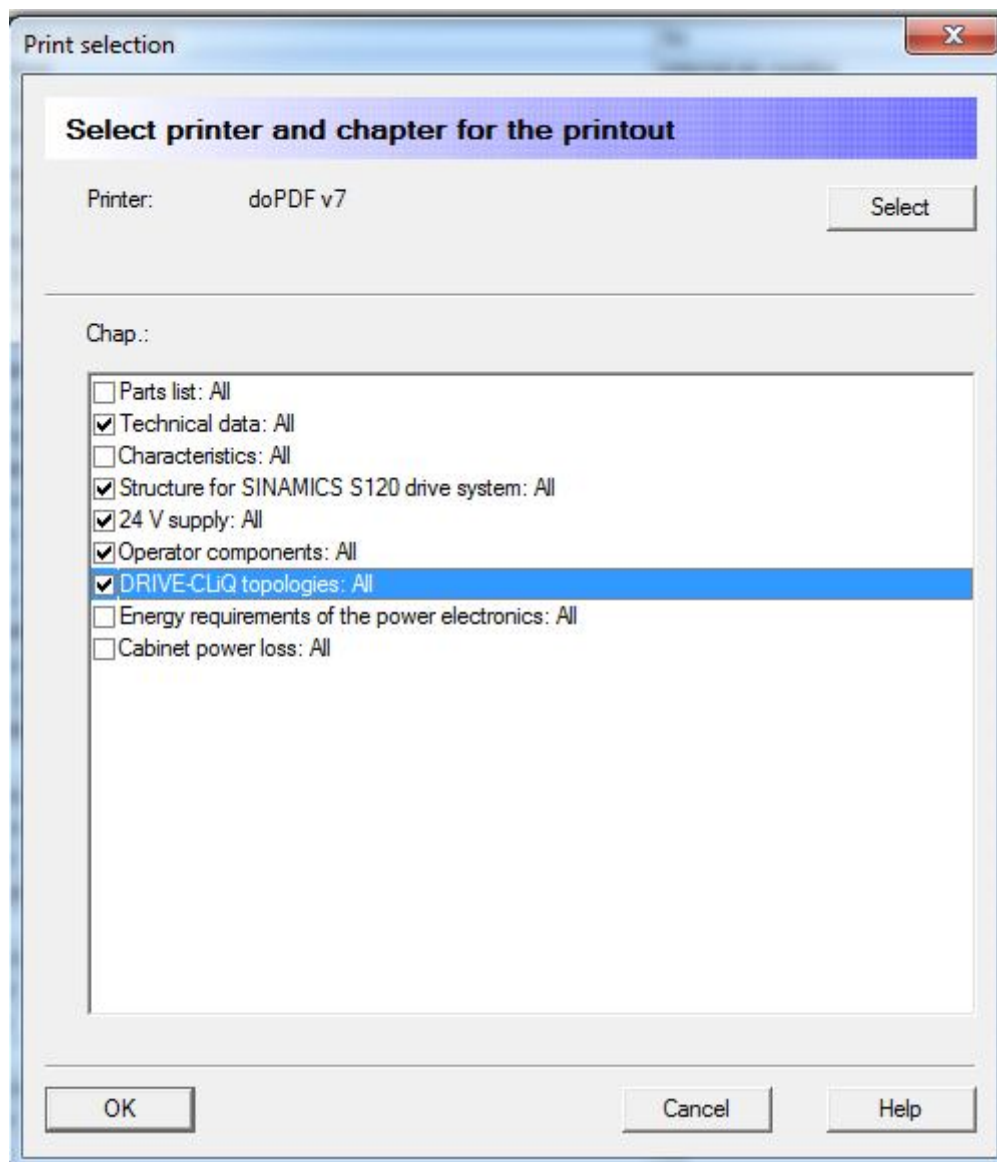 Print selection
Select printer and chapter for the printout
Printer: doPDF v7
Select
Chap.:
Parts list: All
Technical data: All
Characteristics: All
Structure for SINAMICS S120 drive system: All
24 V supply: All
Operator components: All
DRIVE-CLiQ topologies: All
Energy requirements of the power electronics: All
Cabinet power loss: All
OK Cancel Help